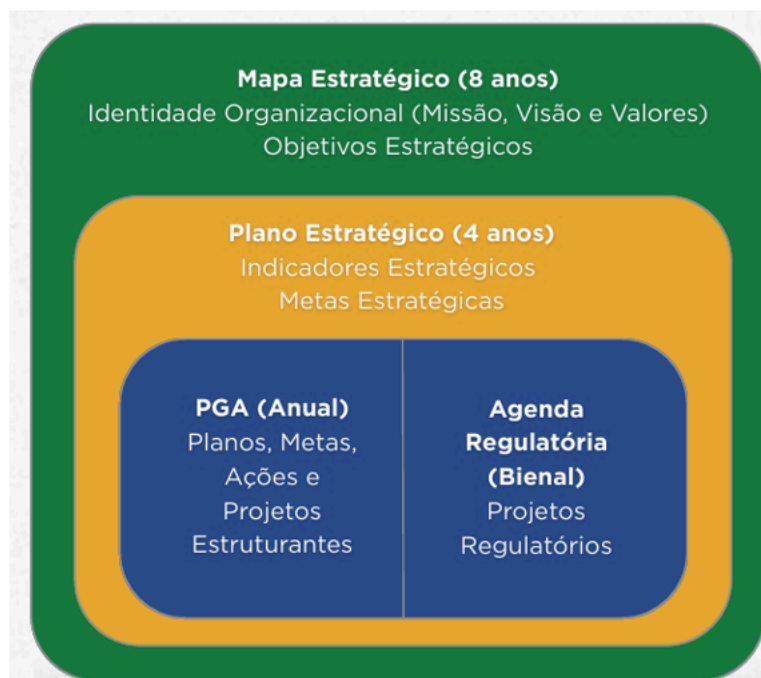 Mapa Estratégico (8 anos)
Identidade Organizacional (Missão, Visão e Valores)
Objetivos Estratégicos
Plano Estratégico (4 anos)
Indicadores Estratégicos
Metas Estratégicas
PGA (Anual)
Planos, Metas,
Ações e
Projetos
Estruturantes
Agenda
Regulatória
(Bienal)
Projetos
Regulatórios